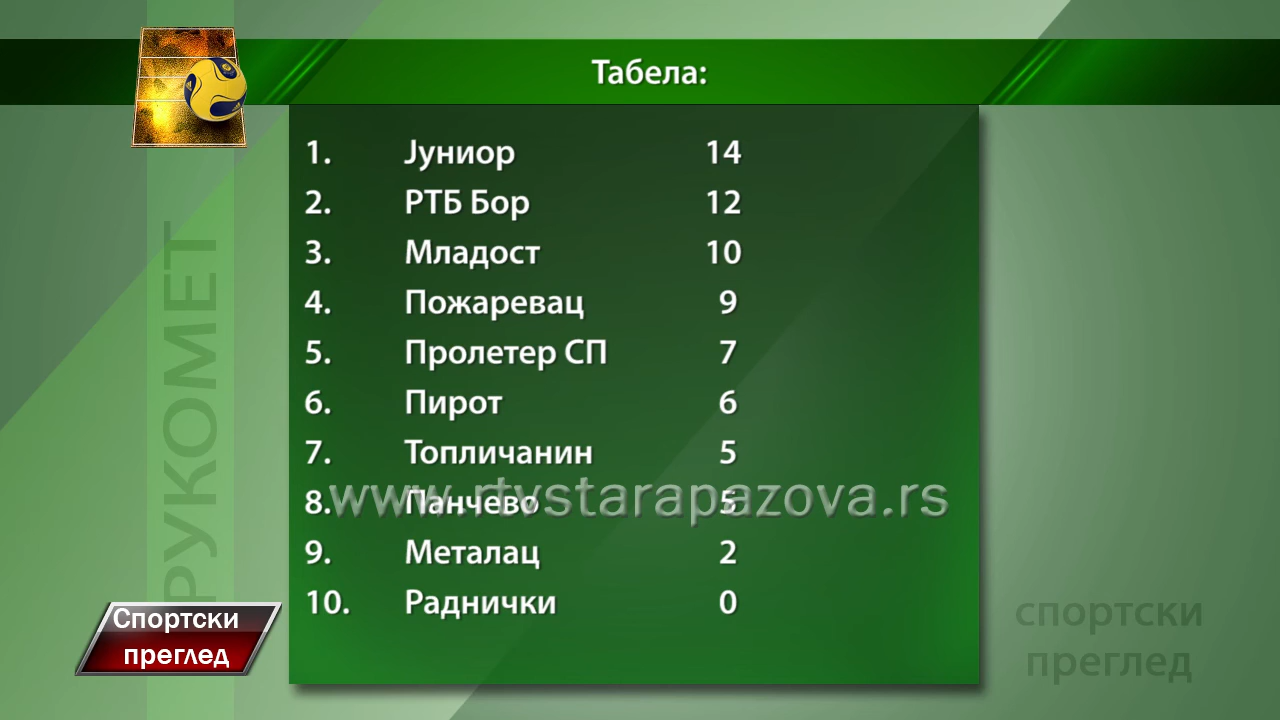 Табела:
1. Јуниор 14
2. РТБ Бор 12
3. Младост 10
4. Пожаревац 9
5. Пролетер СП 7
6. Пирот 6
7. Топличанин 5
8. Панчево 5
www.rtvstarapazova.rs
9. Металац 2
10. Раднички 0
РУКОМЕТ
Спортски
преглед
спортски
преглед